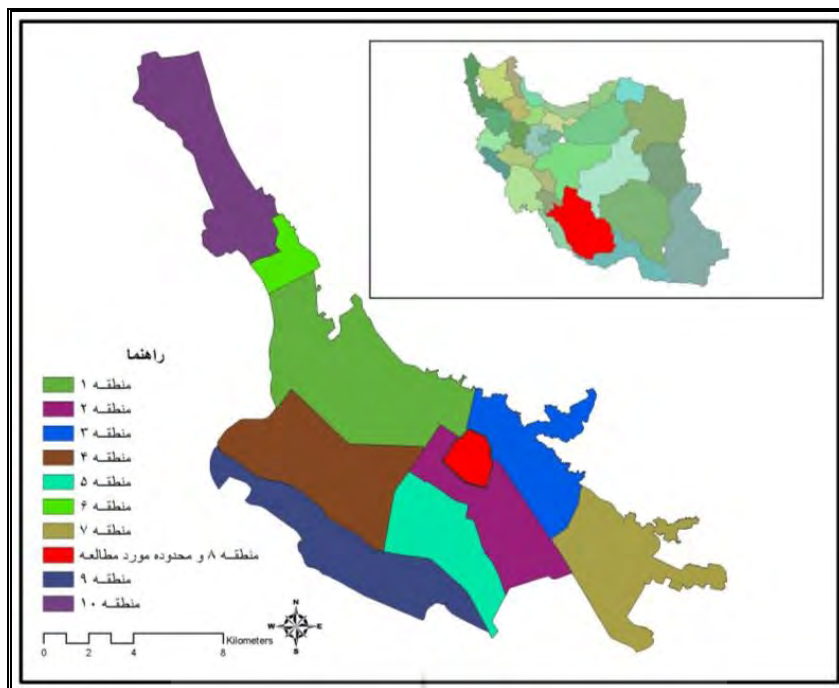 راهنما
منطقه ۱
منطقه ۲
منطقه ۳
منطقه ۴
منطقه ۵
منطقه ۶
منطقه ۷
منطقه ۸ و محدوده مورد مطالعه
منطقه ۹
منطقه ۱۰
N
W E
S
Kilometers
0 2 4 8